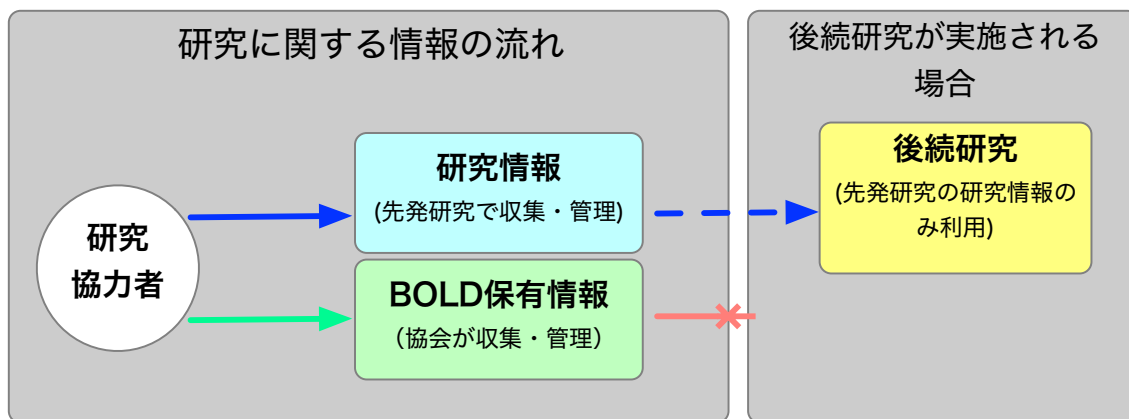 研究に関する情報の流れ
研究
協力者
研究情報
(先発研究で収集・管理)
BOLD保有情報
（協会が収集・管理）
後続研究が実施される
場合
後続研究
(先発研究の研究情報の
み利用)